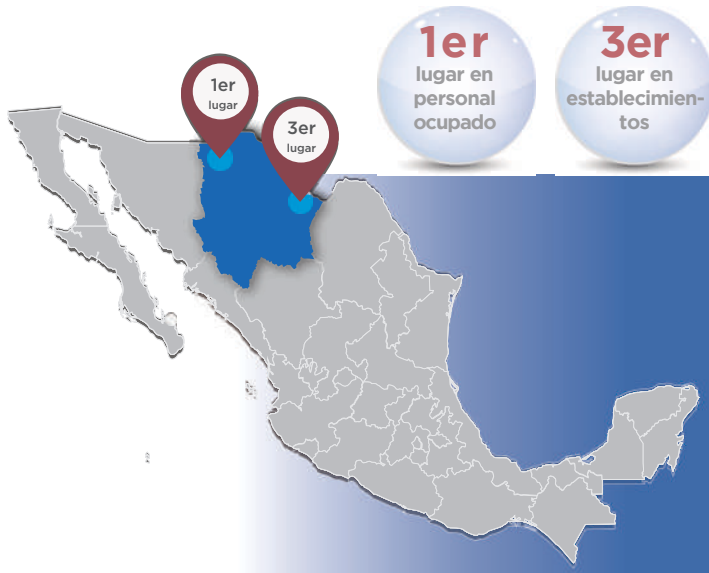 1er
lugar en
personal
ocupado
3er
lugar en
establecimien-
tos
1er
lugar
3er
lugar